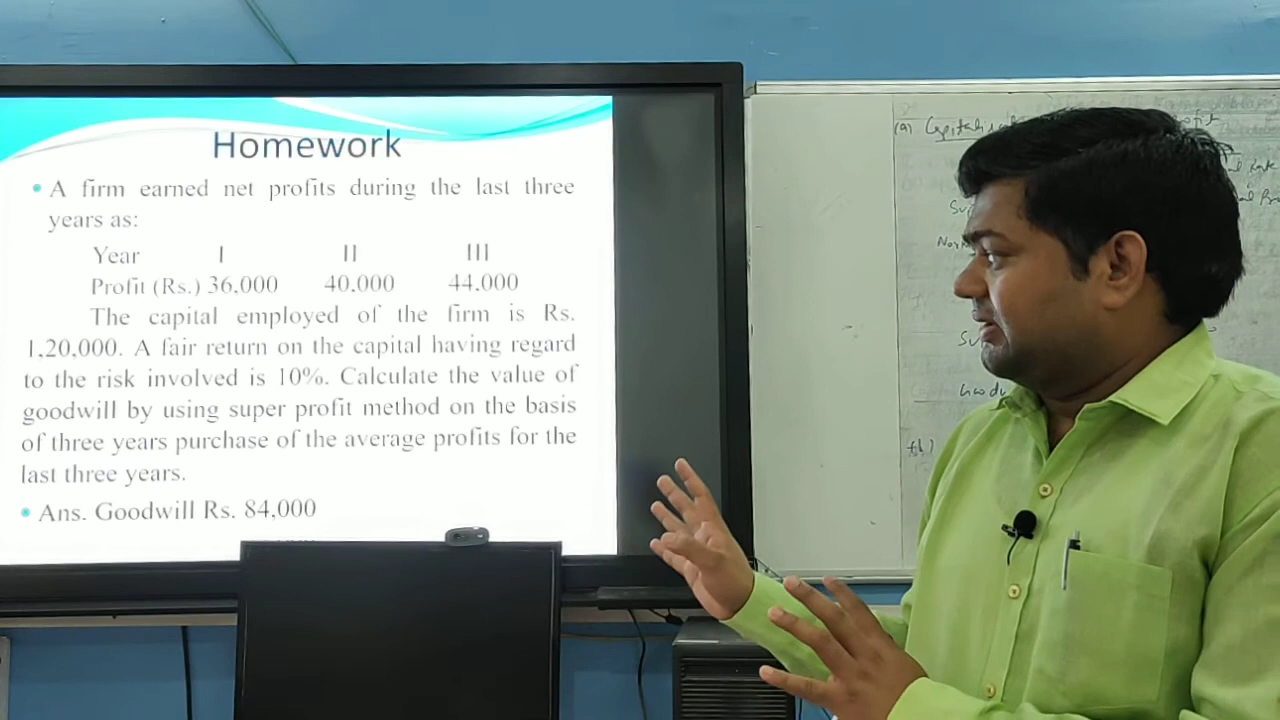 Homework
• A firm earned net profits during the last three
years as:
Year I II III
Profit (Rs.) 36,000 40,000 44,000
The capital employed of the firm is Rs.
1,20,000. A fair return on the capital having regard
to the risk involved is 10%. Calculate the value of
goodwill by using super profit method on the basis
of three years purchase of the average profits for the
last three years.
• Ans. Goodwill Rs. 84,000
(a)